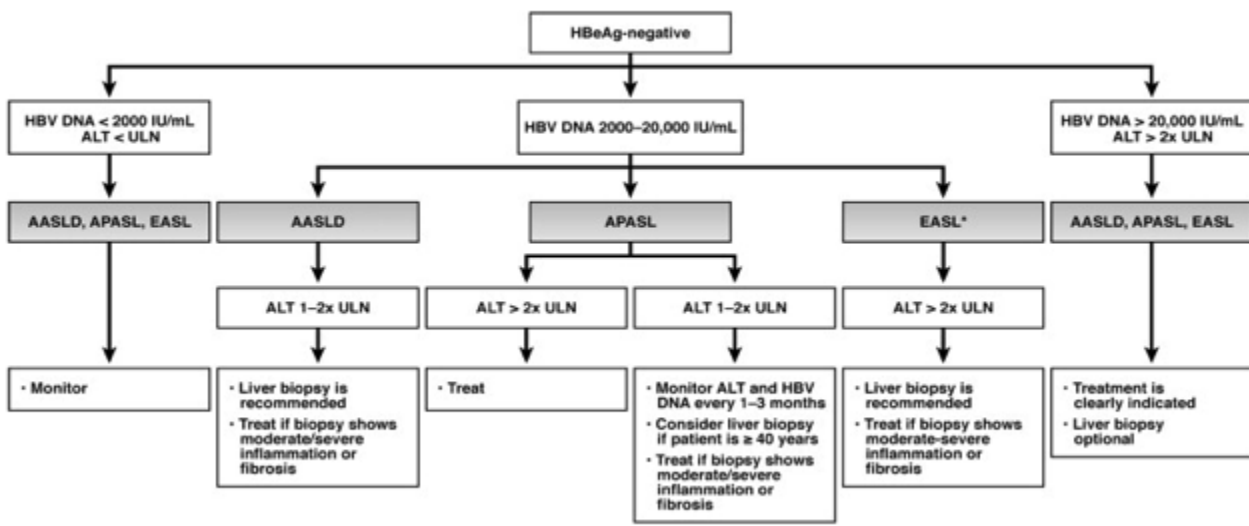 HBeAg-negative
HBV DNA < 2000 IU/mL
ALT < ULN
HBV DNA 2000–20,000 IU/mL
HBV DNA > 20,000 IU/mL
ALT > 2x ULN
AASLD, APASL, EASL
AASLD
APASL
EASL*
AASLD, APASL, EASL
ALT 1–2x ULN
ALT > 2x ULN
ALT 1–2x ULN
ALT > 2x ULN
· Monitor
· Liver biopsy is
recommended
· Treat if biopsy shows
moderate/severe
inflammation or
fibrosis
· Treat
· Monitor ALT and HBV
DNA every 1–3 months
· Consider liver biopsy
if patient is ≥ 40 years
· Treat if biopsy shows
moderate/severe
inflammation or
fibrosis
· Liver biopsy is
recommended
· Treat if biopsy shows
moderate-severe
inflammation or
fibrosis
· Treatment is
clearly indicated
· Liver biopsy
optional